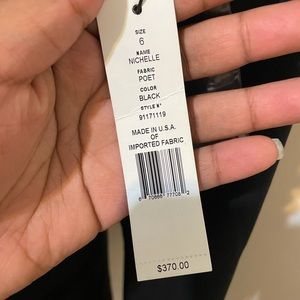 SIZE
6
NAME
NICHELLE
FABRIC
POET
COLOR
BLACK
STYLE N°
91171119
MADE IN U.S.A.
OF
IMPORTED FABRIC
$370.00